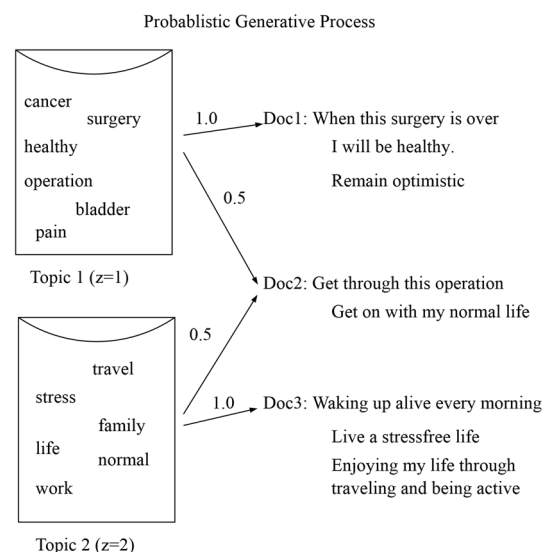 Probablistic Generative Process
cancer
surgery
healthy
operation
bladder
pain
Topic 1 (z=1)
1.0
0.5
Doc1: When this surgery is over
I will be healthy.
Remain optimistic
Doc2: Get through this operation
Get on with my normal life
travel
stress
family
life
normal
work
Topic 2 (z=2)
0.5
1.0
Doc3: Waking up alive every morning
Live a stressfree life
Enjoying my life through
traveling and being active